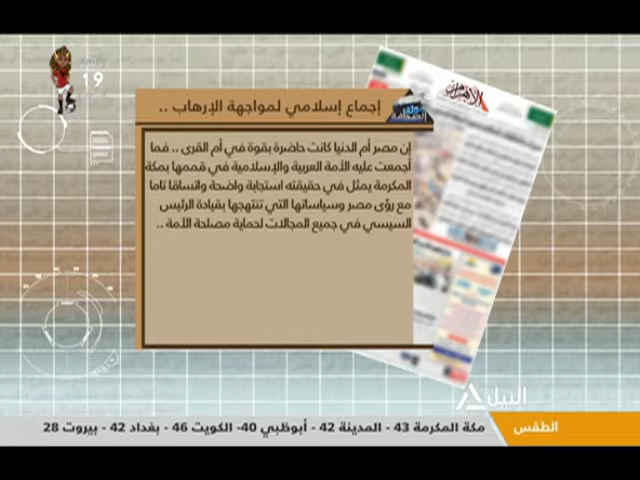 19
الأهرام
إجماع إسلامي لمواجهة الإرهاب ..
الصحافة
إن مصر أم الدنيا كانت حاضرة بقوة في أم القرى .. فما
أجمعت عليه الأمة العربية والإسلامية في قممها بمكة
المكرمة يمثل في حقيقته استجابة واضحة واتساقا تاما
مع رؤى مصر وسياساتها التي تنتهجها بقيادة الرئيس
السيسي في جميع المجالات لحماية مصلحة الأمة ..
النيل
الطقس
مكة المكرمة 43 - المدينة 42 - أبوظبي 40- الكويت 46 - بغداد 42 - بيروت 28